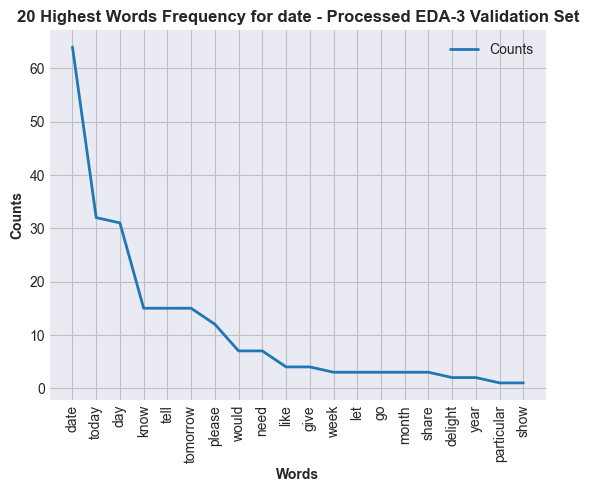 20 Highest Words Frequency for date - Processed EDA-3 Validation Set
Counts
60
50
40
30
20
10
0
Counts
date
today
day
know
tell
tomorrow
please
would
need
like
give
week
let
go
month
share
delight
year
particular
show
Words